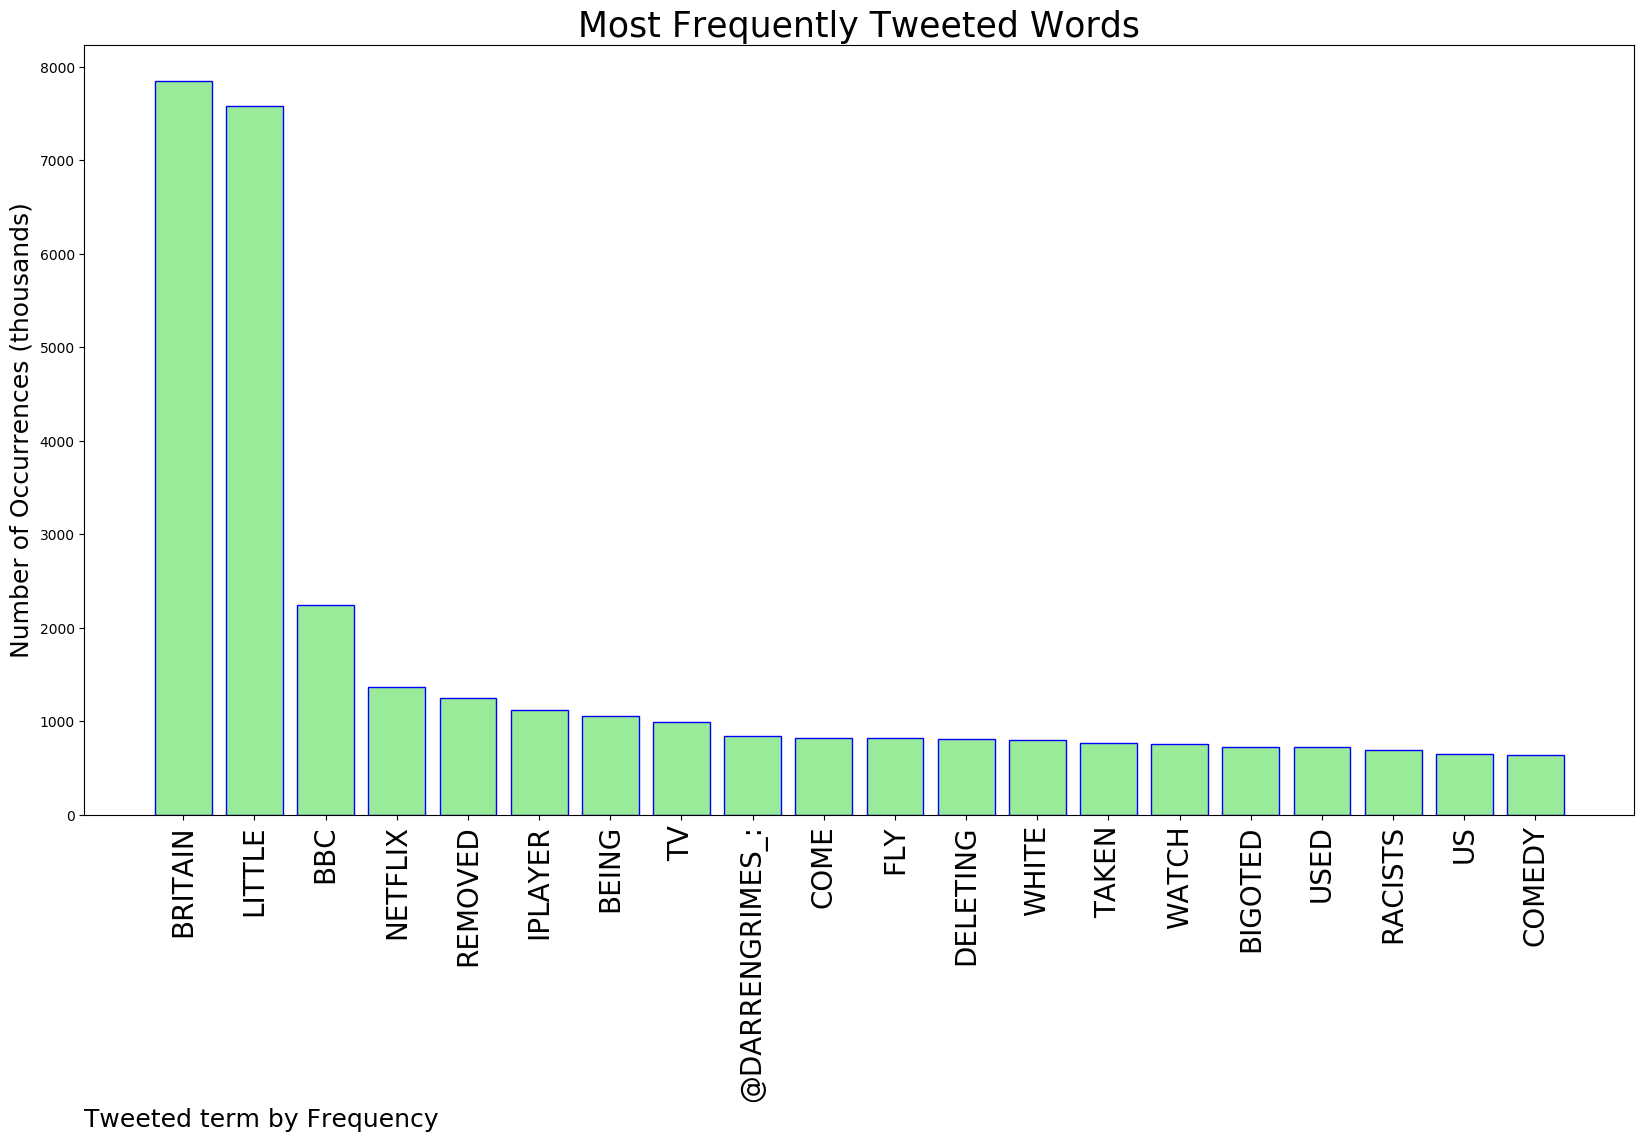 Most Frequently Tweeted Words
Number of Occurrences (thousands)
8000
7000
6000
5000
4000
3000
2000
1000
0
BRITAIN
LITTLE
BBC
NETFLIX
REMOVED
IPLAYER
BEING
TV
@DARRENGRIMES_:
COME
FLY
DELETING
WHITE
TAKEN
WATCH
BIGOTED
USED
RACISTS
US
COMEDY
Tweeted term by Frequency